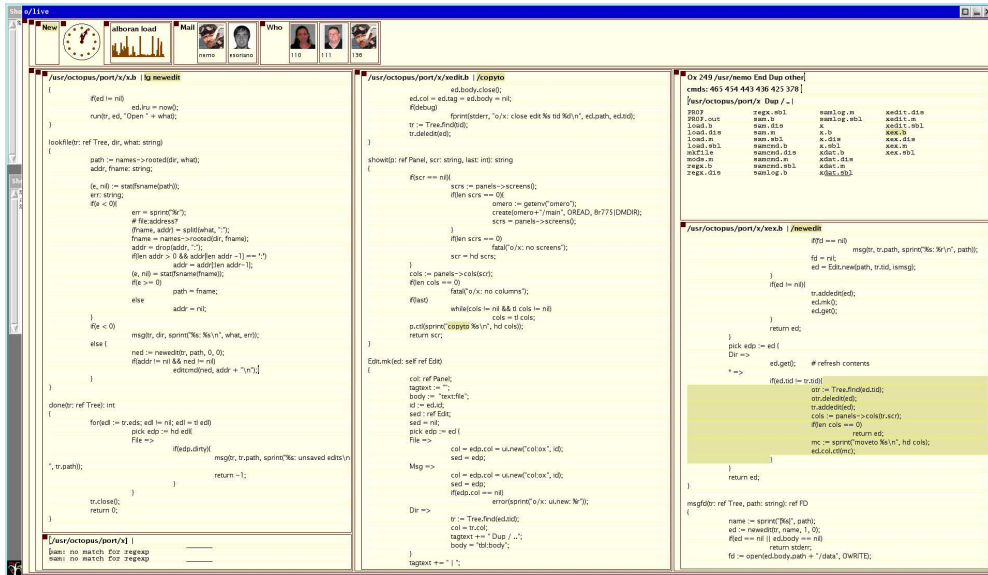 o/live
New
alboran load
Mail
nemo
esoriano
Who
110
111
136
/usr/octopus/port/x/x.b | !g newedit
{
if(ed != nil)
ed.lru = now();
run(tr, ed, "Open " + what);
}
lookfile(tr: ref Tree, dir, what: string)
{
path := names->rooted(dir, what);
addr, fname: string;
(e, nil) := stat(fsname(path));
err: string;
if(e < 0){
err = sprint("%r");
# file:address?
(fname, addr) = splitl(what, ":");
fname = names->rooted(dir, fname);
addr = drop(addr, ":");
if(len addr > 0 && addr[len addr -1] == ':')
addr = addr[:len addr-1];
(e, nil) = stat(fsname(fname));
if(e >= 0)
path = fname;
else
addr = nil;
}
if(e < 0)
msg(tr, dir, sprint("%s: %s\n", what, err));
else {
ned := newedit(tr, path, 0, 0);
if(addr != nil && ned != nil)
editcmd(ned, addr + "\n");
}
}
done(tr: ref Tree): int
{
for(edl := tr.eds; edl != nil; edl = tl edl)
pick edp := hd edl{
File =>
if(edp.dirty){
msg(tr, tr.path, sprint("%s: unsaved edits\n
", tr.path));
return -1;
}
}
tr.close();
return 0;
}
[/usr/octopus/port/x] |
sam: no match for regexp
sam: no match for regexp
/usr/octopus/port/x/xedit.b | /copyto
ed.body.close();
ed.col = ed.tag = ed.body = nil;
if(debug)
fprint(stderr, "o/x: close edit %s tid %d\n", ed.path, ed.tid);
tr := Tree.find(tid);
tr.deledit(ed);
}
showit(p: ref Panel, scr: string, last: int): string
{
if(scr == nil){
scrs := panels->screens();
if(len scrs == 0){
omero := getenv("omero");
create(omero+"/main", OREAD, 8r775|DMDIR);
scrs = panels->screens();
}
if(len scrs == 0)
fatal("o/x: no screens");
scr = hd scrs;
}
cols := panels->cols(scr);
if(len cols == 0)
fatal("o/x: no columns");
if(last)
while(cols != nil && tl cols != nil)
cols = tl cols;
p.ctl(sprint("copyto %s\n", hd cols));
return scr;
}
Edit.mk(ed: self ref Edit)
{
col: ref Panel;
tagtext := "";
body := "text:file";
id := ed.id;
sed : ref Edit;
sed = nil;
pick edp := ed {
File =>
col = edp.col = ui.new("col:ox", id);
sed = edp;
Msg =>
col = edp.col = ui.new("col:ox", id);
sed = edp;
if(edp.col == nil)
error(sprint("o/x: ui.new: %r"));
Dir =>
tr := Tree.find(ed.tid);
col = tr.col;
tagtext += " Dup / ..";
body = "tbl:body";
}
tagtext += " | ";
Ox 249 /usr/nemo End Dup other
cmds: 465 454 443 436 425 378
[/usr/octopus/port/x Dup / .. |
PROF regx.sbl samlog.m xedit.dis
PROF.out sam.b samlog.sbl xedit.m
load.b sam.dis x xedit.sbl
load.dis sam.m x.b xex.b
load.m sam.sbl x.dis xex.dis
load.sbl samcmd.b x.sbl xex.m
mkfile samcmd.dis xdat.b xex.sbl
mods.m samcmd.m xdat.dis
regx.b samcmd.sbl xdat.m
regx.dis samlog.b xdat.sbl
/usr/octopus/port/x/xex.b | /newedit
if(fd == nil)
msg(tr, tr.path, sprint("%s: %r\n", path));
fd = nil;
ed = Edit.new(path, tr.tid, ismsg);
}
if(ed != nil){
tr.addedit(ed);
ed.mk();
ed.get();
}
return ed;
}
pick edp := ed {
Dir =>
ed.get(); # refresh contents
* =>
if(ed.tid != tr.tid){
otr := Tree.find(ed.tid);
otr.deledit(ed);
tr.addedit(ed);
cols := panels->cols(tr.scr);
if(len cols == 0)
return ed;
mc := sprint("moveto %s\n", hd cols);
ed.col.ctl(mc);
}
}
return ed;
}
msgfd(tr: ref Tree, path: string): ref FD
{
name := sprint("[%s]", path);
ed := newedit(tr, name, 1, 0);
if(ed == nil || ed.body == nil)
return stderr;
fd := open(ed.body.path + "/data", OWRITE);